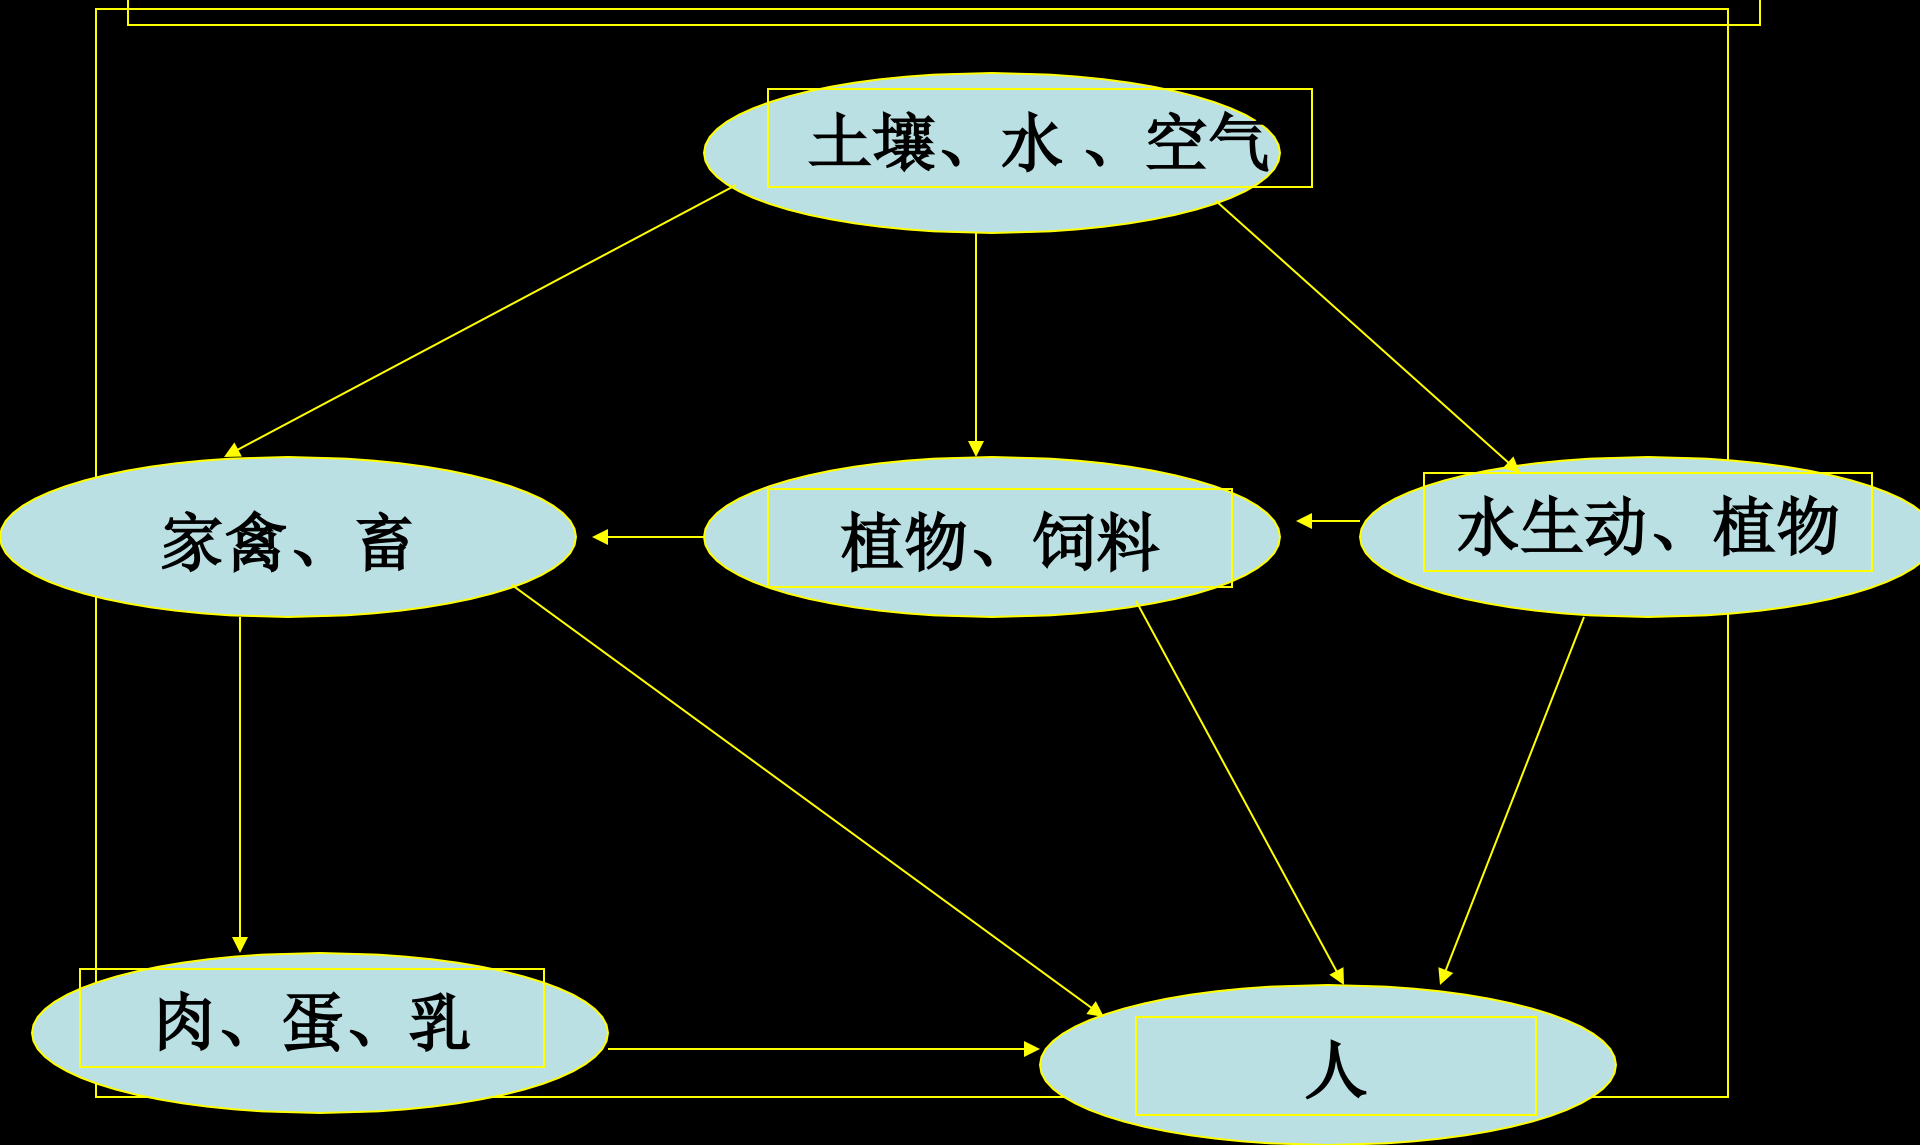 土壤、水 、空气
家禽、 畜
植物、饲料
水生动、植物
肉、蛋、乳
人